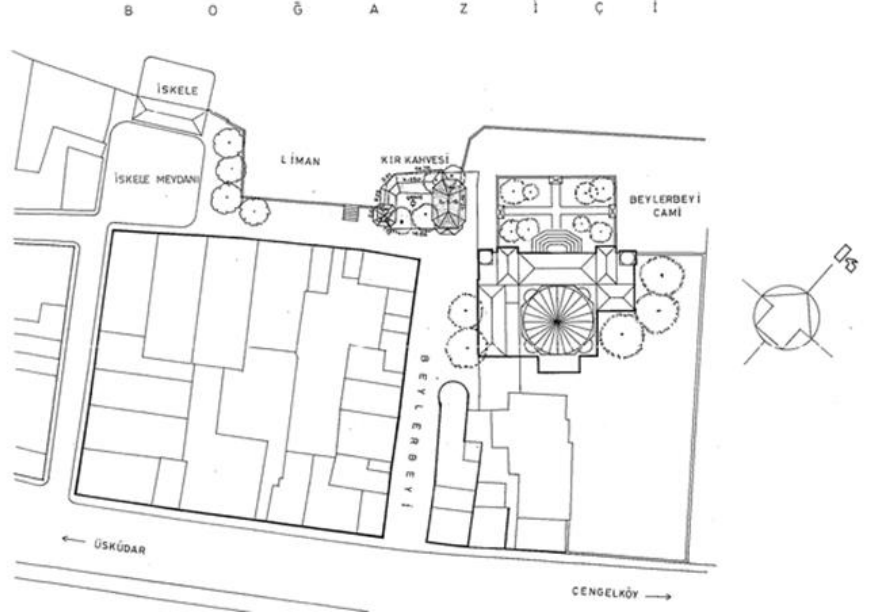 B O Ğ A Z İ Ç İ
İSKELE
LİMAN
KIR KAHVESİ
İSKELE MEYDANI
BEYLERBEYİ
CAMİ
BEYLERBEYİ
ÜSKÜDAR
ÇENGELKÖY